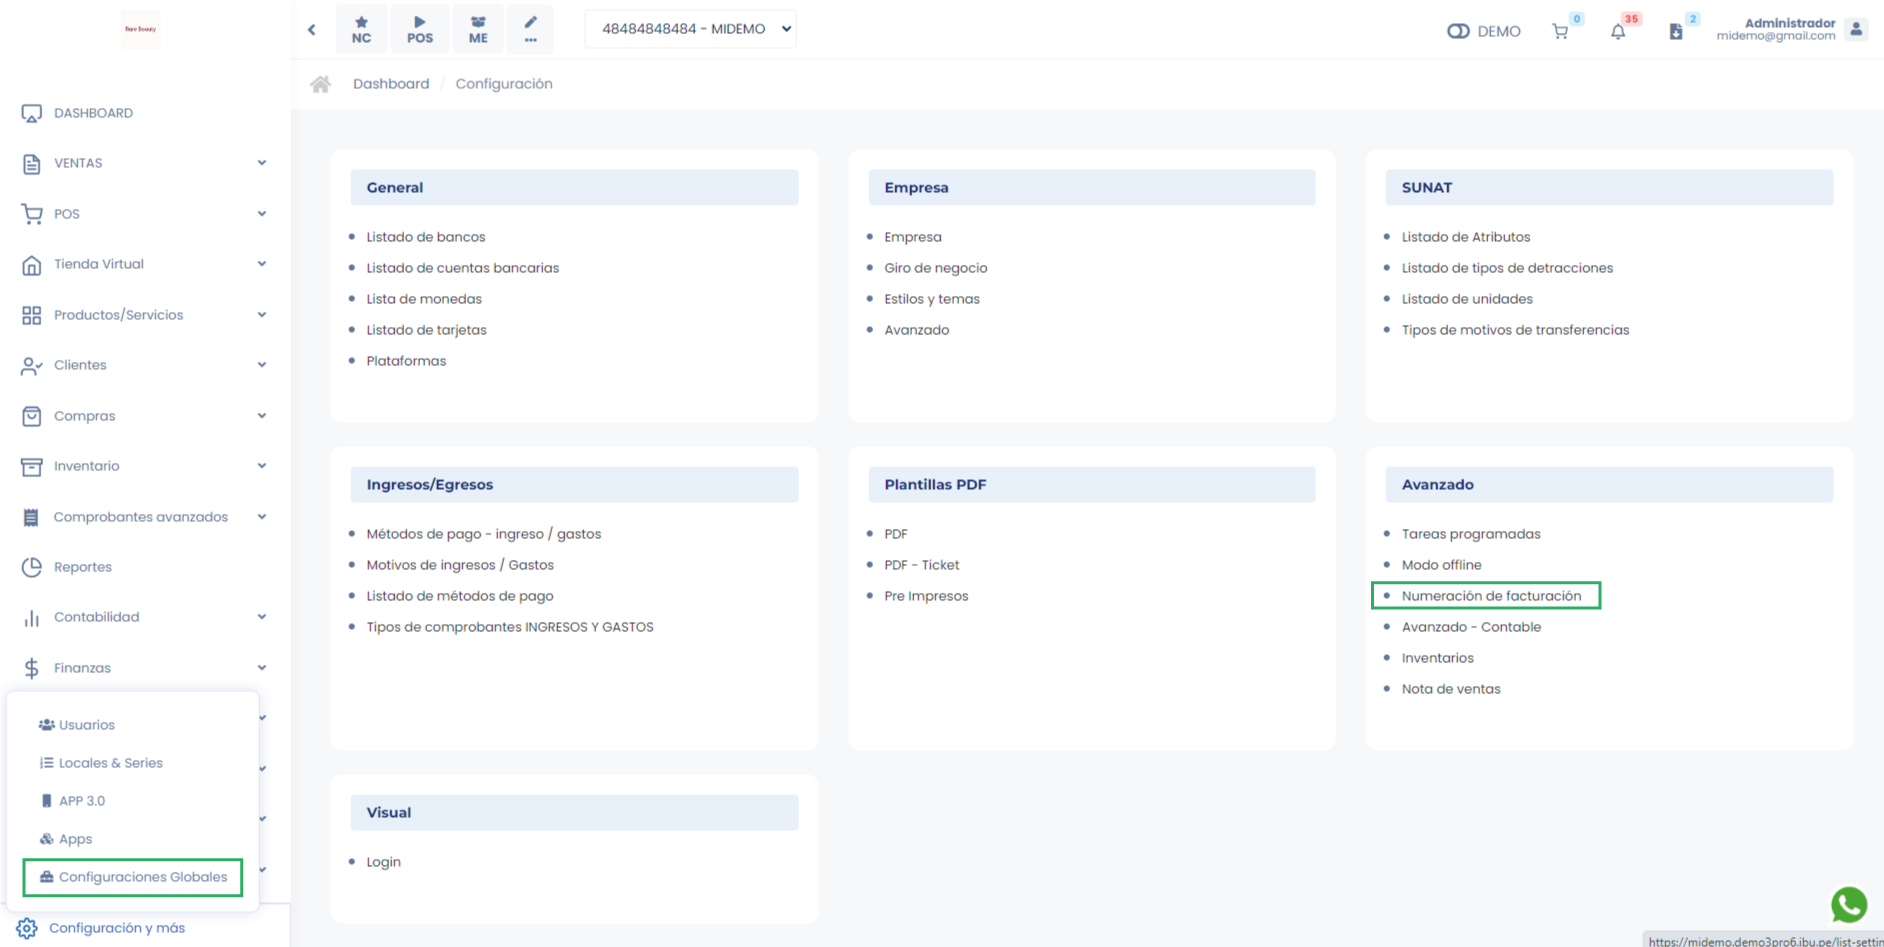 Rare Beauty
NC
POS
ME
...
48484848484 - MIDEMO
DEMO
0
35
2
Administrador
midemo@gmail.com
Dashboard / Configuración
DASHBOARD
VENTAS
POS
Tienda Virtual
Productos/Servicios
Clientes
Compras
Inventario
Comprobantes avanzados
Reportes
Contabilidad
Finanzas
Usuarios
Locales & Series
APP 3.0
Apps
Configuraciones Globales
Configuración y más
General
Listado de bancos
Listado de cuentas bancarias
Lista de monedas
Listado de tarjetas
Plataformas
Empresa
Empresa
Giro de negocio
Estilos y temas
Avanzado
SUNAT
Listado de Atributos
Listado de tipos de detracciones
Listado de unidades
Tipos de motivos de transferencias
Ingresos/Egresos
Métodos de pago - ingreso / gastos
Motivos de ingresos / Gastos
Listado de métodos de pago
Tipos de comprobantes INGRESOS Y GASTOS
Plantillas PDF
PDF
PDF - Ticket
Pre Impresos
Avanzado
Tareas programadas
Modo offline
Numeración de facturación
Avanzado - Contable
Inventarios
Nota de ventas
Visual
Login
https://midemo.demo3pro6.ibu.pe/list-settin